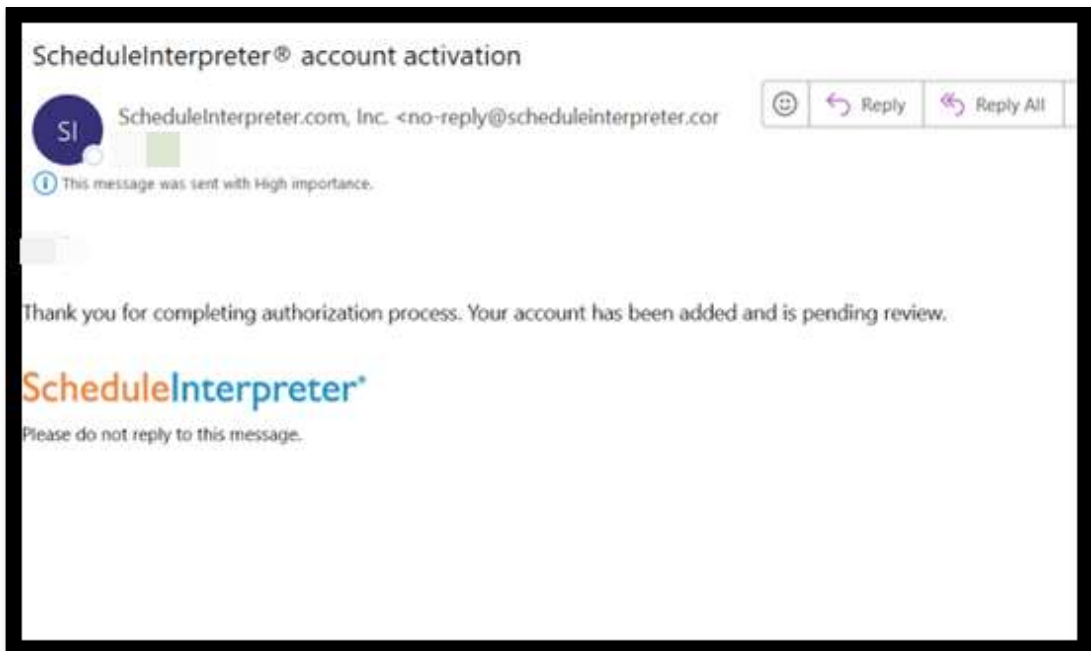 ScheduleInterpreter® account activation
SI
ScheduleInterpreter.com, Inc. <no-reply@scheduleinterpreter.cor
Reply
Reply All
This message was sent with High importance.
Thank you for completing authorization process. Your account has been added and is pending review.
ScheduleInterpreter®
Please do not reply to this message.